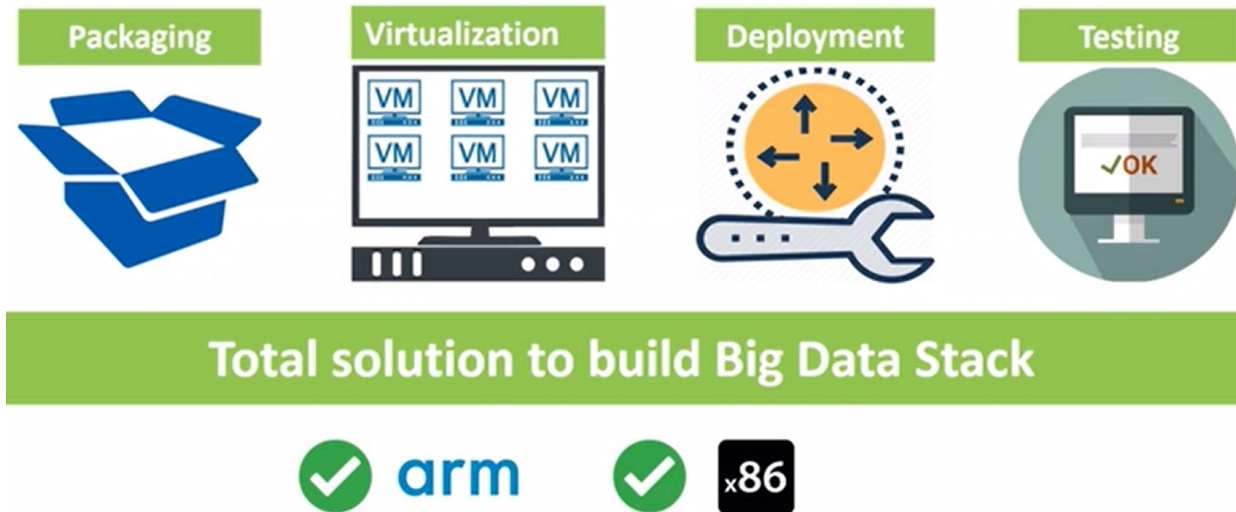 Packaging
Virtualization
Deployment
Testing
VM VM VM
VM VM VM
✓OK
Total solution to build Big Data Stack
arm
x86